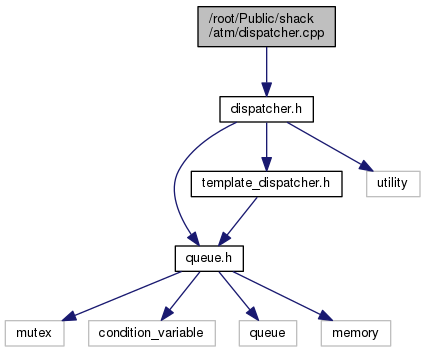 /root/Public/shack
/atm/dispatcher.cpp
dispatcher.h
template_dispatcher.h
utility
queue.h
mutex
condition_variable
queue
memory